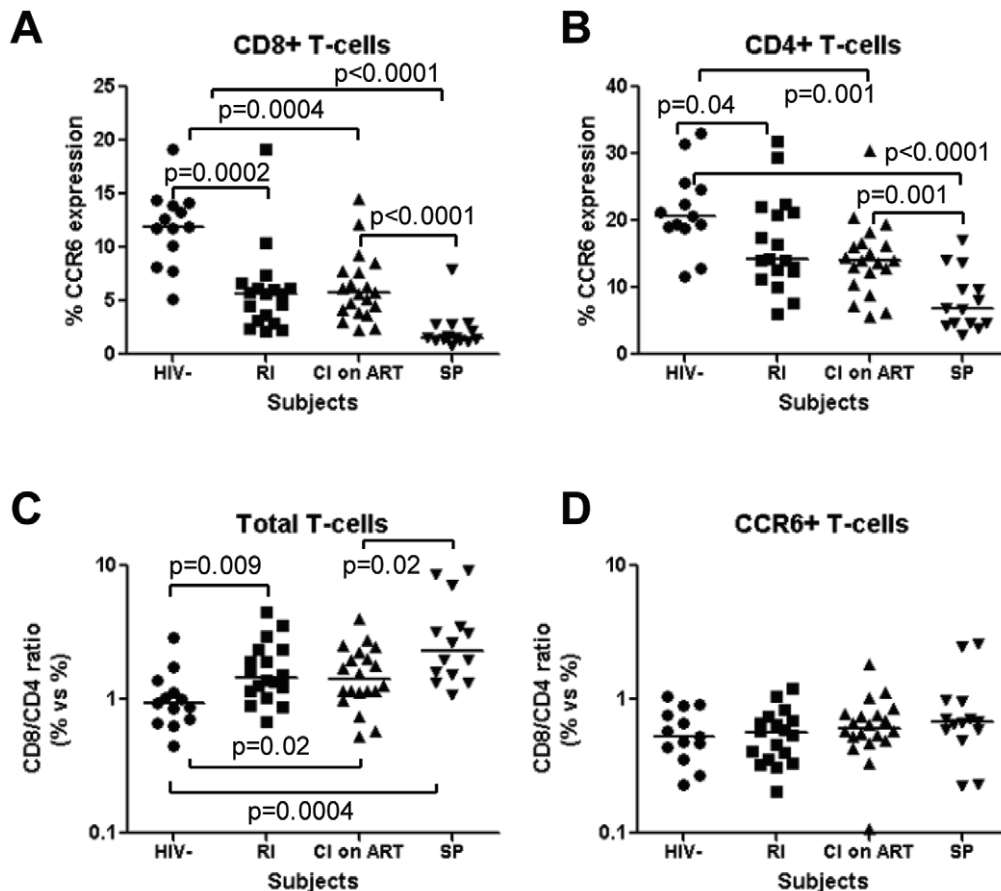 A
CD8+ T-cells
p<0.0001
p=0.0004
p=0.0002
p<0.0001
25
20
15
10
5
0
% CCR6 expression
HIV-
RI
CI on ART
SP
Subjects
B
CD4+ T-cells
p=0.04
p=0.001
p<0.0001
p=0.001
40
30
20
10
0
% CCR6 expression
HIV-
RI
CI on ART
SP
Subjects
C
Total T-cells
p=0.009
p=0.02
p=0.02
p=0.0004
10
1
0.1
CD8/CD4 ratio
(% vs %)
HIV-
RI
CI on ART
SP
Subjects
D
CCR6+ T-cells
10
1
0.1
CD8/CD4 ratio
(% vs %)
HIV-
RI
CI on ART
SP
Subjects